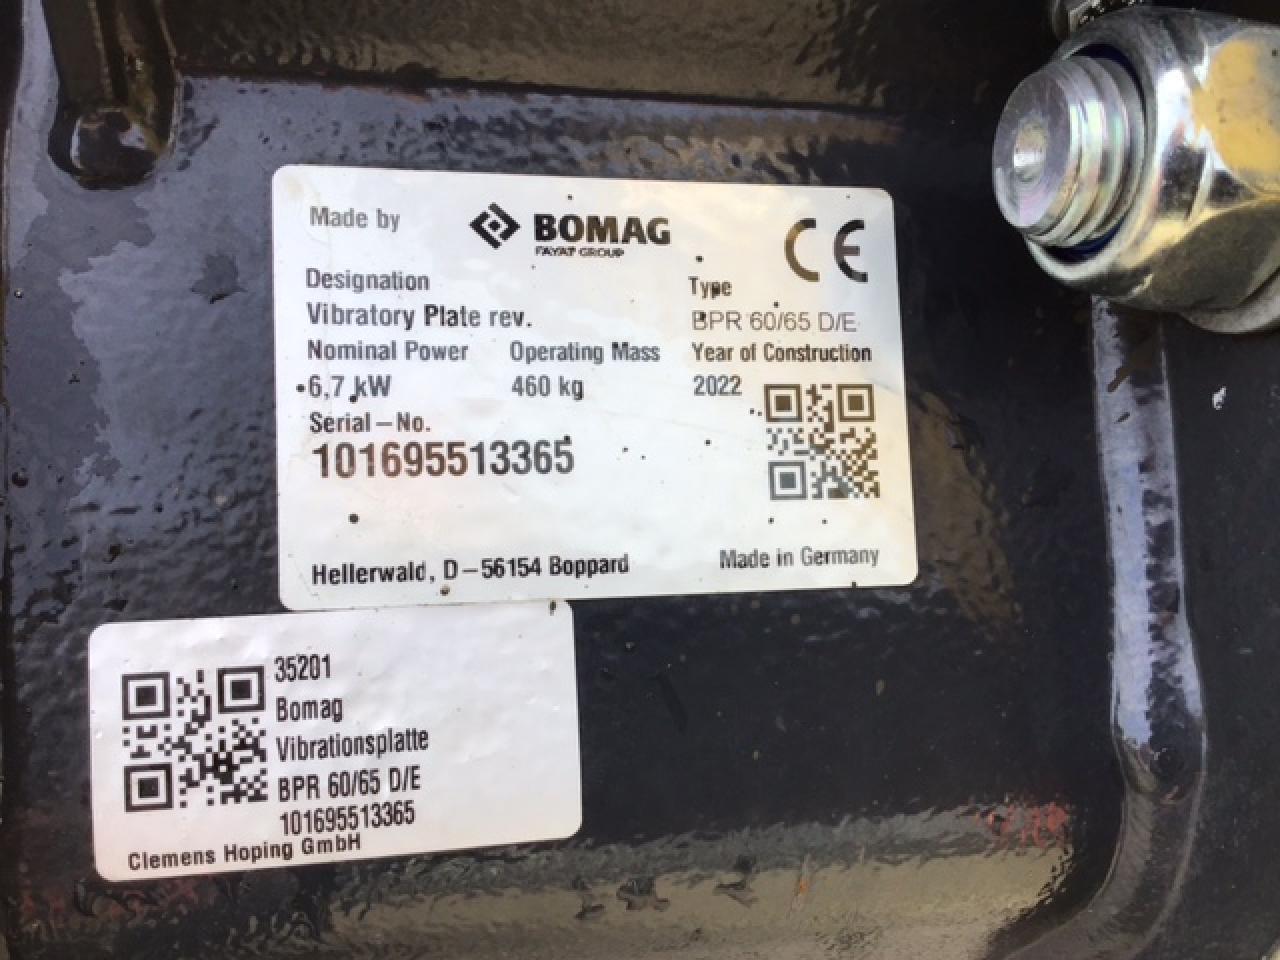 Made by BOMAG
FAYAT GROUP
CE
Designation Type
Vibratory Plate rev. BPR 60/65 D/E
Nominal Power Operating Mass Year of Construction
6,7 kW 460 kg 2022
Serial-No.
101695513365
Hellerwald, D-56154 Boppard Made in Germany
35201
Bomag
Vibrationsplatte
BPR 60/65 D/E
101695513365
Clemens Hoping GmbH